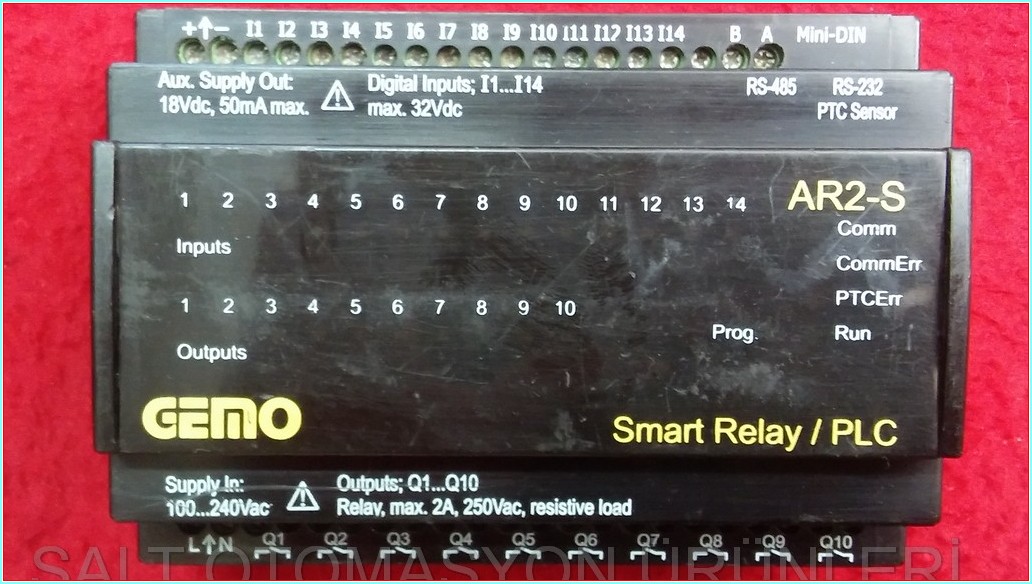 + - I1 I2 I3 I4 I5 I6 I7 I8 I9 I10 I11 I12 I13 I14 B A Mini-DIN
Aux. Supply Out: Digital Inputs; I1...I14 RS-485 RS-232
18Vdc, 50mA max. max. 32Vdc PTC Sensor
1 2 3 4 5 6 7 8 9 10 11 12 13 14 AR2-S
Comm
Inputs
CommErr
PTCErr
1 2 3 4 5 6 7 8 9 10
Prog. Run
Outputs
GEMO Smart Relay / PLC
Supply In: Outputs; Q1...Q10
100...240Vac Relay, max. 2A, 250Vac, resistive load
L N Q1 Q2 Q3 Q4 Q5 Q6 Q7 Q8 Q9 Q10
SALT OTOMASYON ÜRÜNLERİ